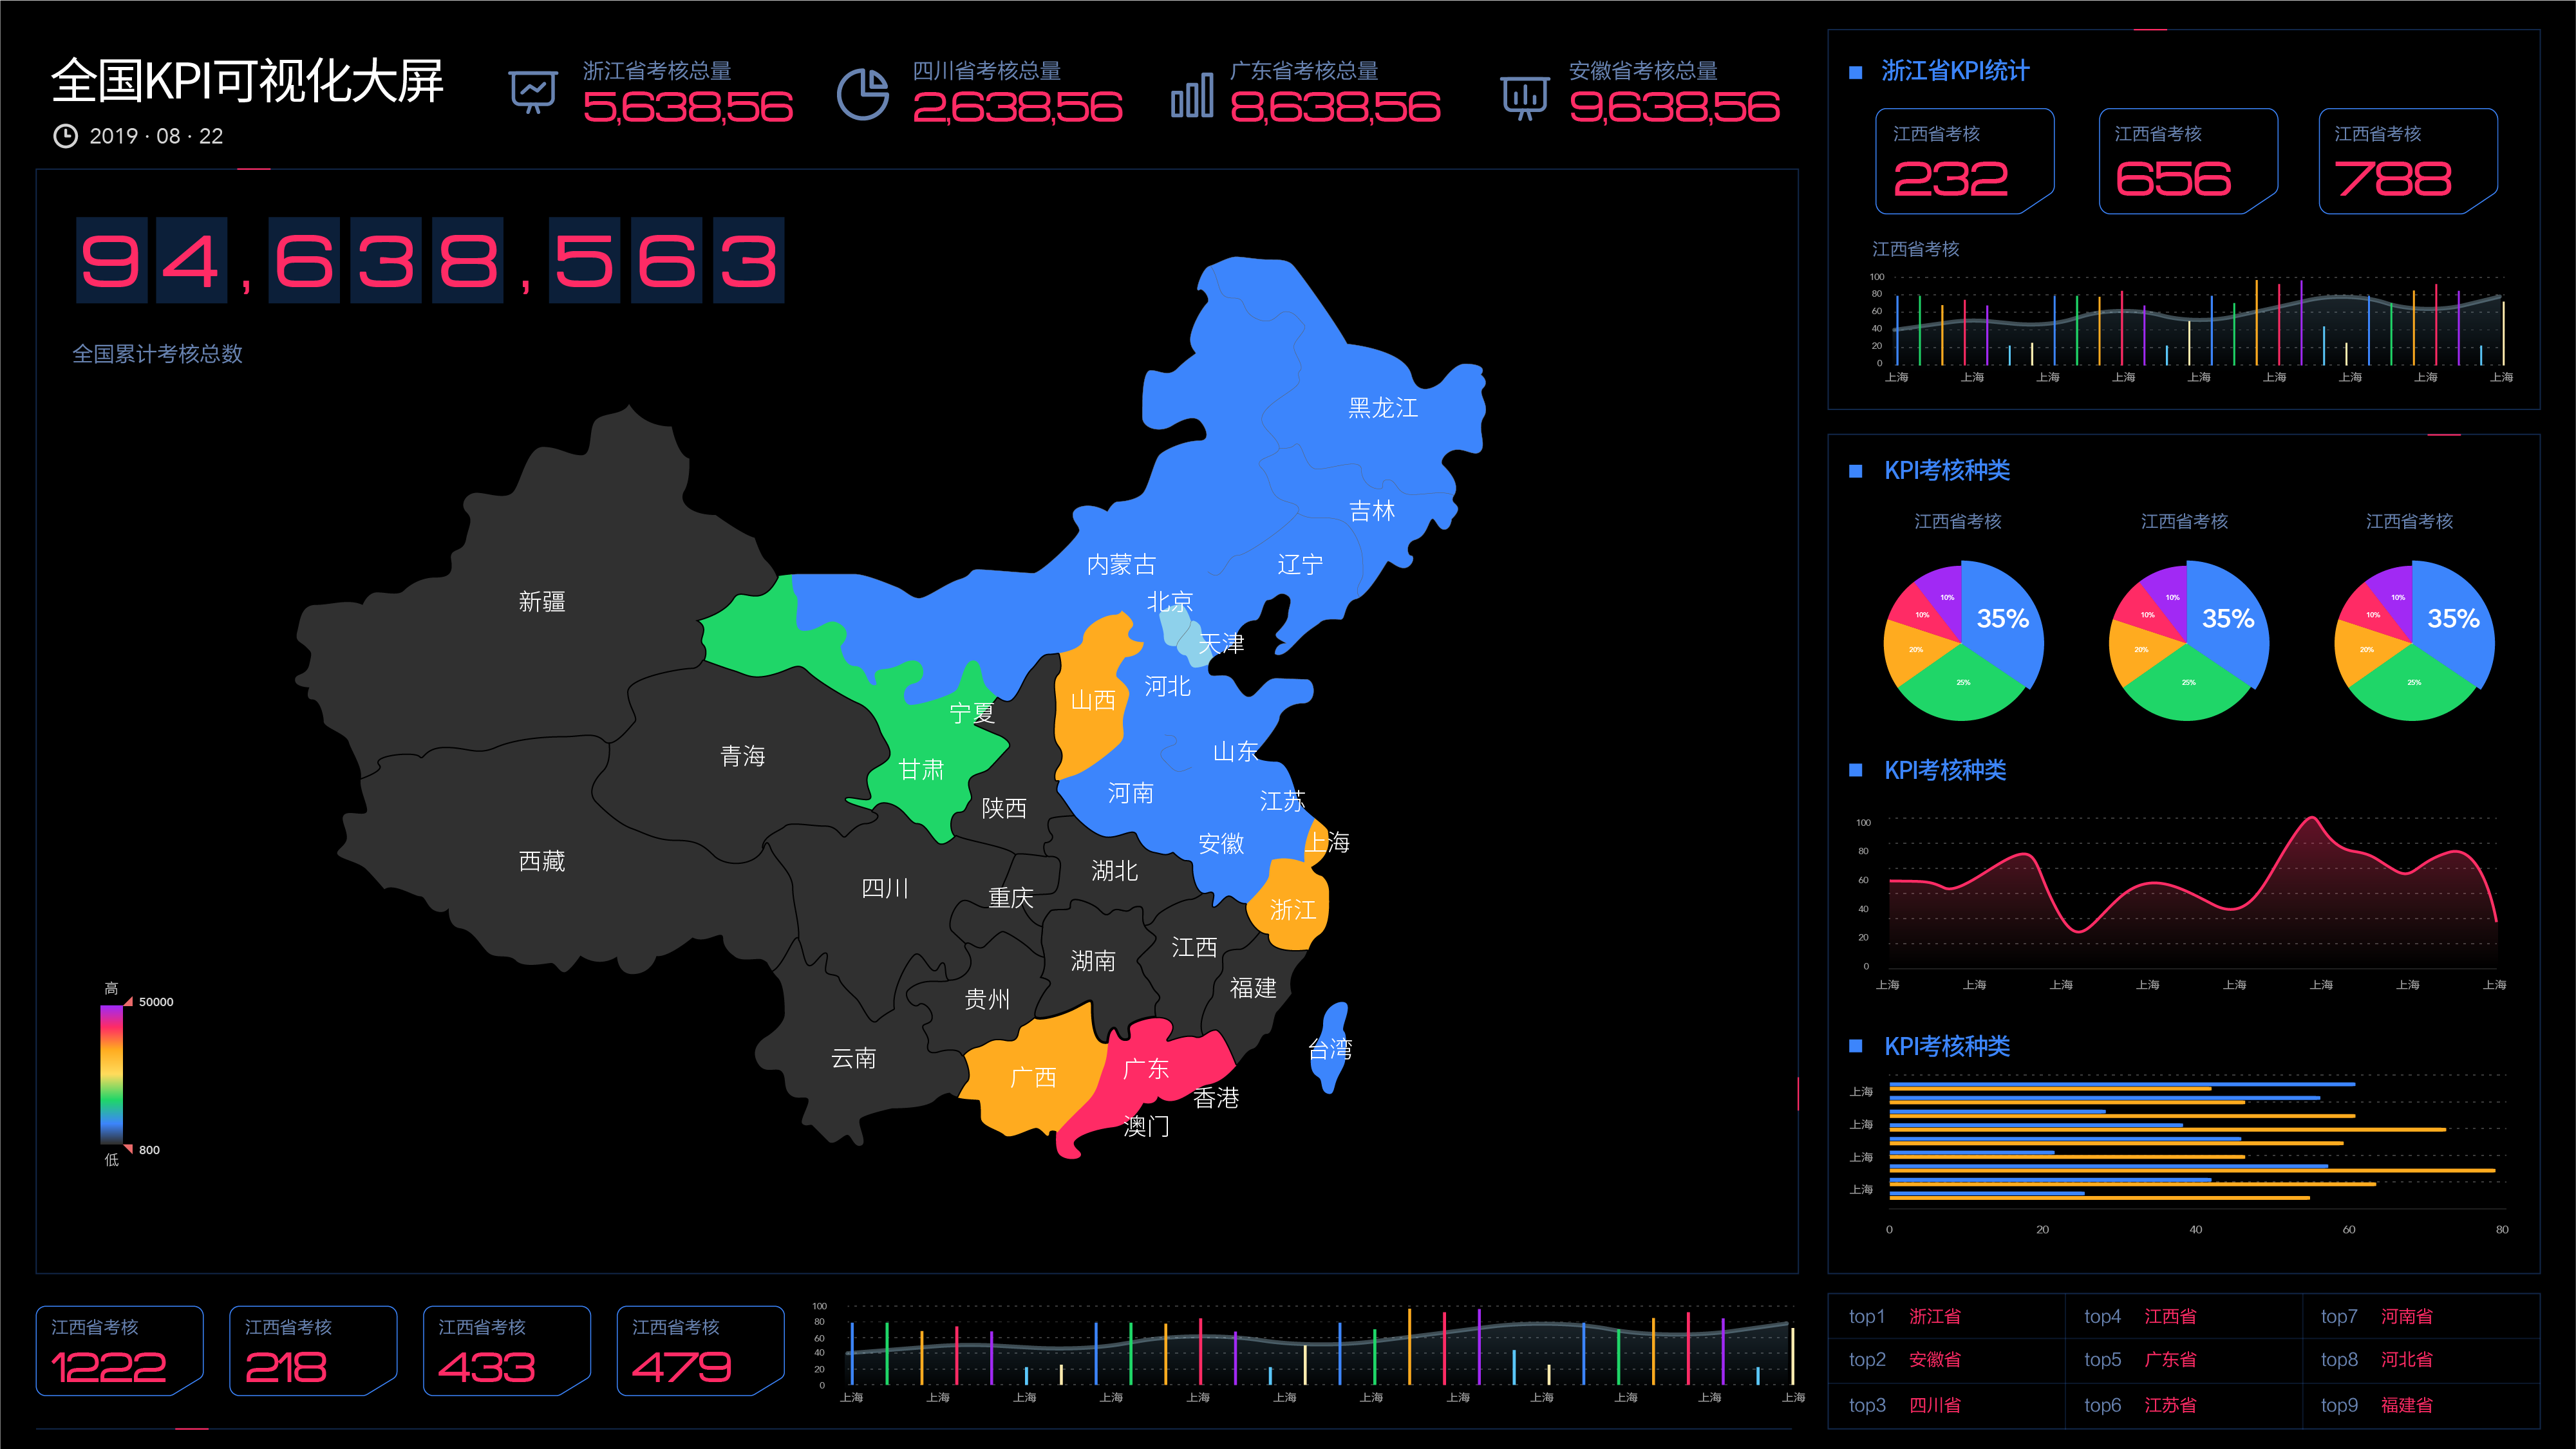 全国KPI可视化大屏
2019 · 08 · 22
浙江省考核总量
5,638,56
四川省考核总量
2,638,56
广东省考核总量
8,638,56
安徽省考核总量
9,638,56
94,638,563
全国累计考核总数
黑龙江
吉林
内蒙古
辽宁
北京
新疆
天津
河北
山西
宁夏
山东
青海
甘肃
河南
江苏
陕西
安徽
上海
西藏
湖北
四川
重庆
浙江
江西
湖南
福建
贵州
台湾
云南
广东
广西
香港
澳门
高
50000
800
低
浙江省KPI统计
江西省考核
232
江西省考核
656
江西省考核
788
江西省考核
100
80
60
40
20
0
上海 上海 上海 上海 上海 上海 上海 上海 上海
KPI考核种类
江西省考核
35%
25%
20%
10%
10%
江西省考核
35%
25%
20%
10%
10%
江西省考核
35%
25%
20%
10%
10%
KPI考核种类
100
80
60
40
20
0
上海 上海 上海 上海 上海 上海 上海 上海
KPI考核种类
上海
上海
上海
上海
0 20 40 60 80
江西省考核
1222
江西省考核
218
江西省考核
433
江西省考核
479
100
80
60
40
20
0
上海 上海 上海 上海 上海 上海 上海 上海 上海 上海 上海 上海
top1 浙江省 top4 江西省 top7 河南省
top2 安徽省 top5 广东省 top8 河北省
top3 四川省 top6 江苏省 top9 福建省